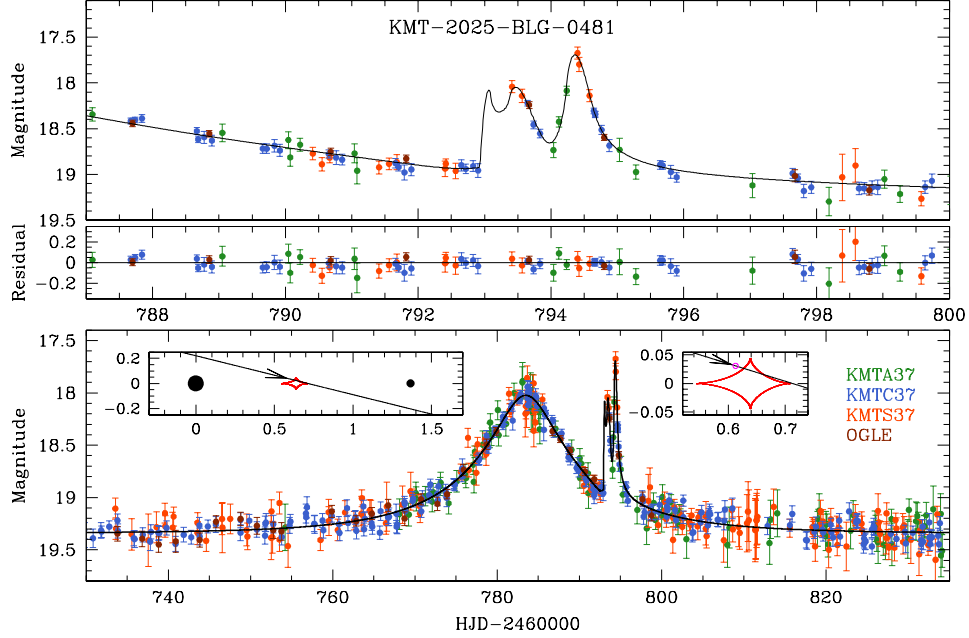 KMT-2025-BLG-0481
17.5
18
18.5
19
19.5
Magnitude
0.2
0
-0.2
Residual
788 790 792 794 796 798 800
17.5
18
18.5
19
19.5
Magnitude
0.2
0
-0.2
0 0.5 1 1.5
0.05
0
-0.05
0.6 0.7
KMTA37
KMTC37
KMTS37
OGLE
740 760 780 800 820
HJD-2460000